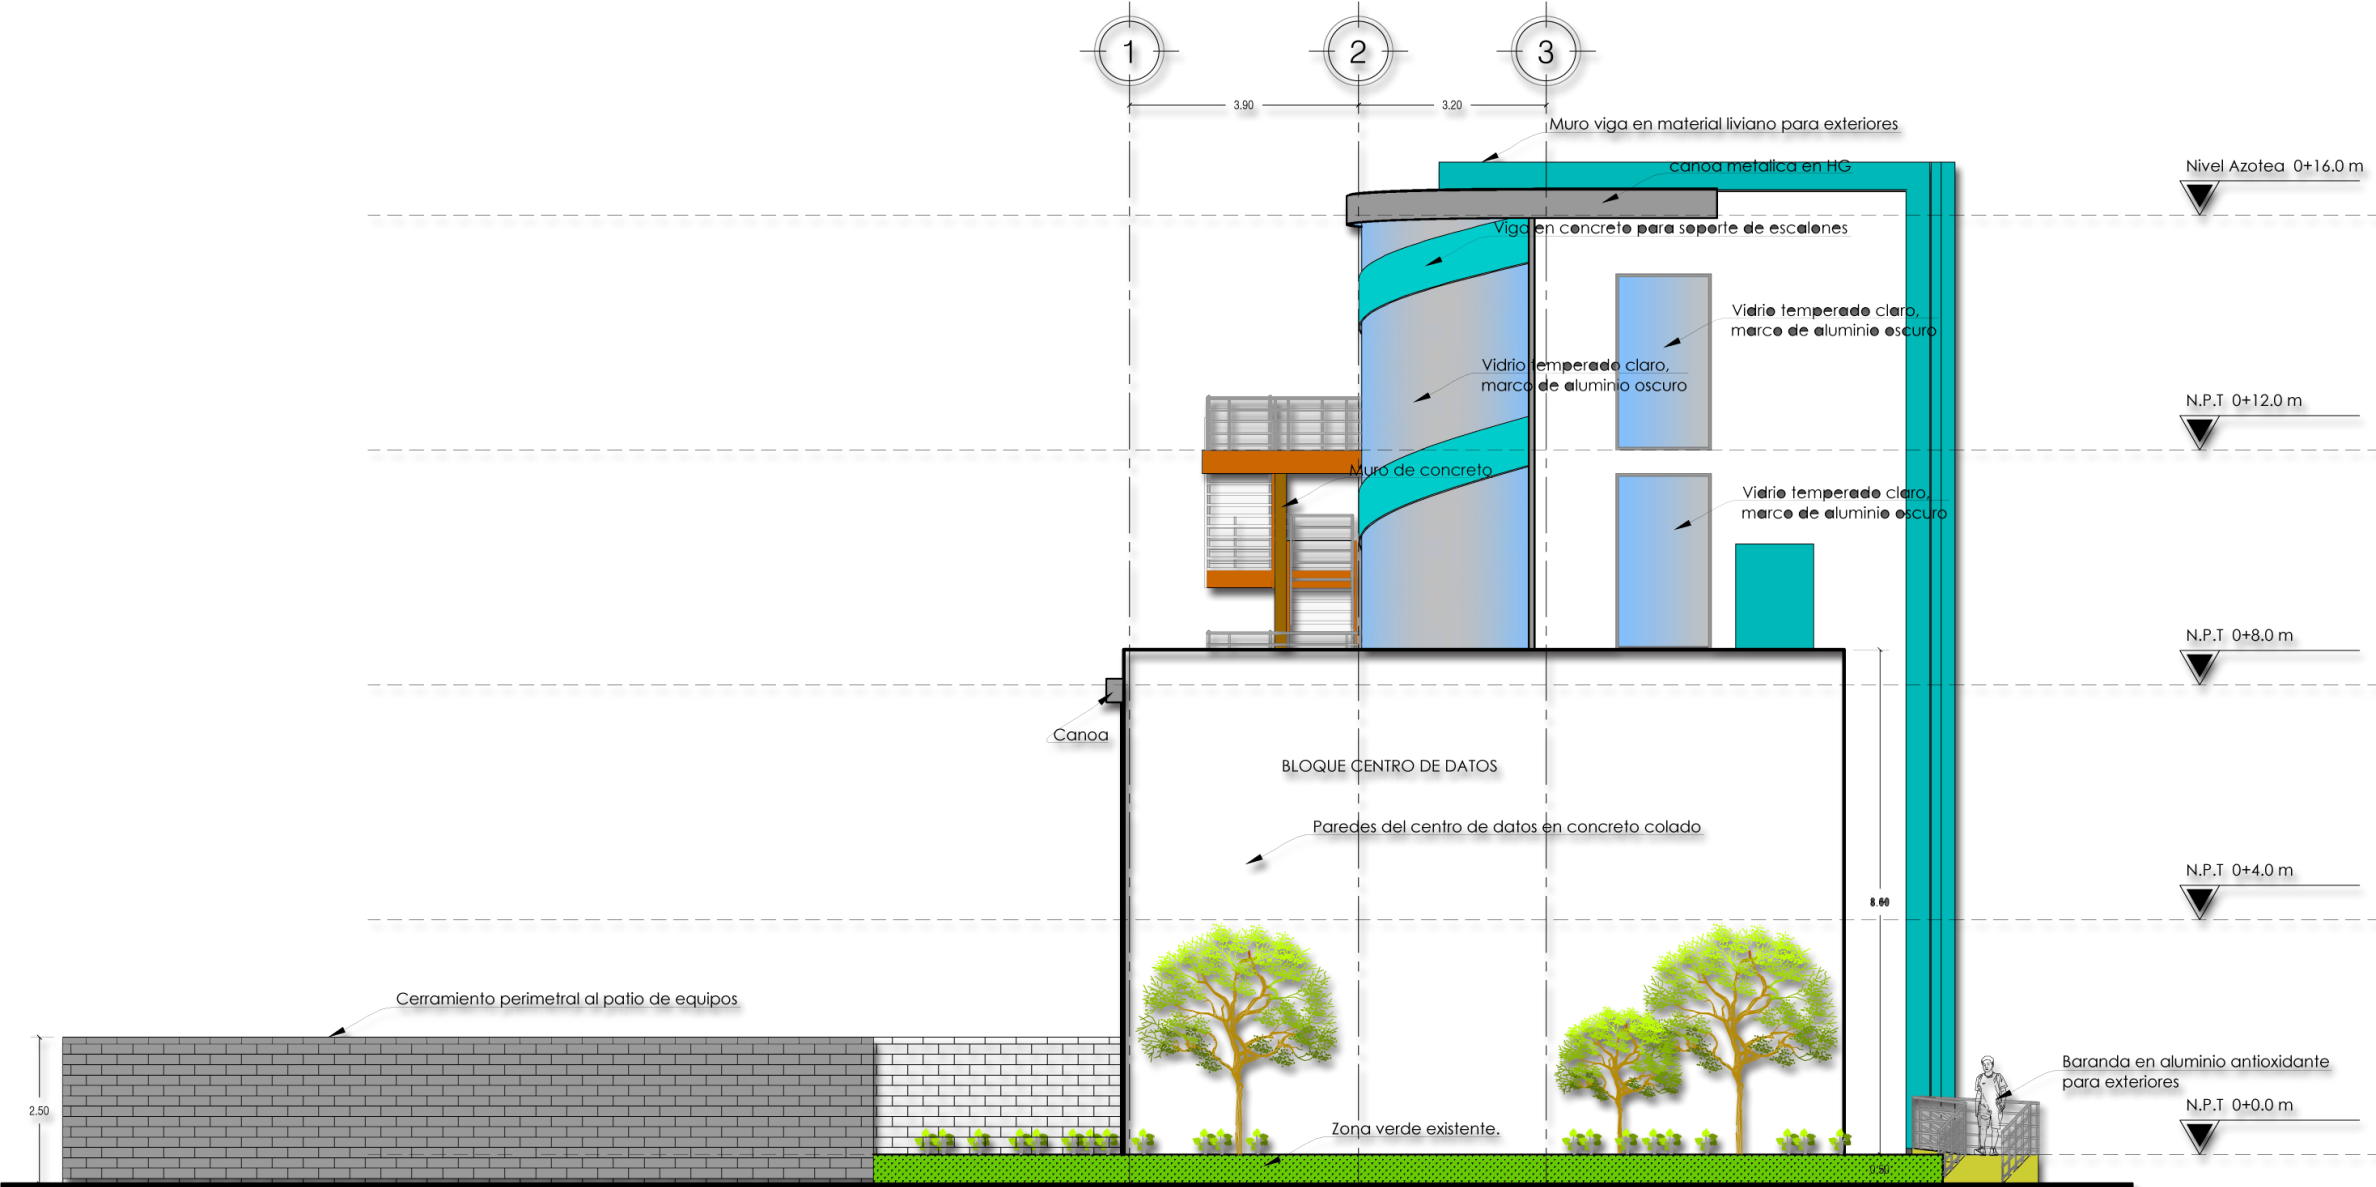 1
2
3
3.90
3.20
Muro viga en material liviano para exteriores
canoa metalica en HG
Nivel Azotea 0+16.0 m
Viga en concreto para soporte de escalones
Vidrio temperado claro,
marco de aluminio oscuro
Vidrio temperado claro,
marco de aluminio oscuro
N.P.T 0+12.0 m
Muro de concreto
Vidrio temperado claro,
marco de aluminio oscuro
N.P.T 0+8.0 m
Canoa
BLOQUE CENTRO DE DATOS
Paredes del centro de datos en concreto colado
N.P.T 0+4.0 m
Cerramiento perimetral al patio de equipos
Baranda en aluminio antioxidante
para exteriores
2.50
N.P.T 0+0.0 m
Zona verde existente.
0.50